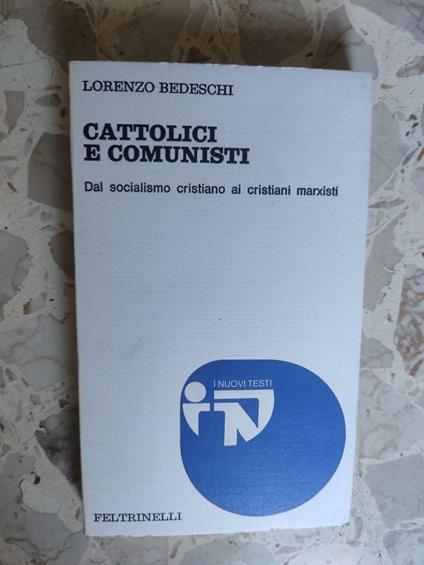 LORENZO BEDESCHI
CATTOLICI
E COMUNISTI
Dal socialismo cristiano ai cristiani marxisti
I NUOVI TESTI
FELTRINELLI